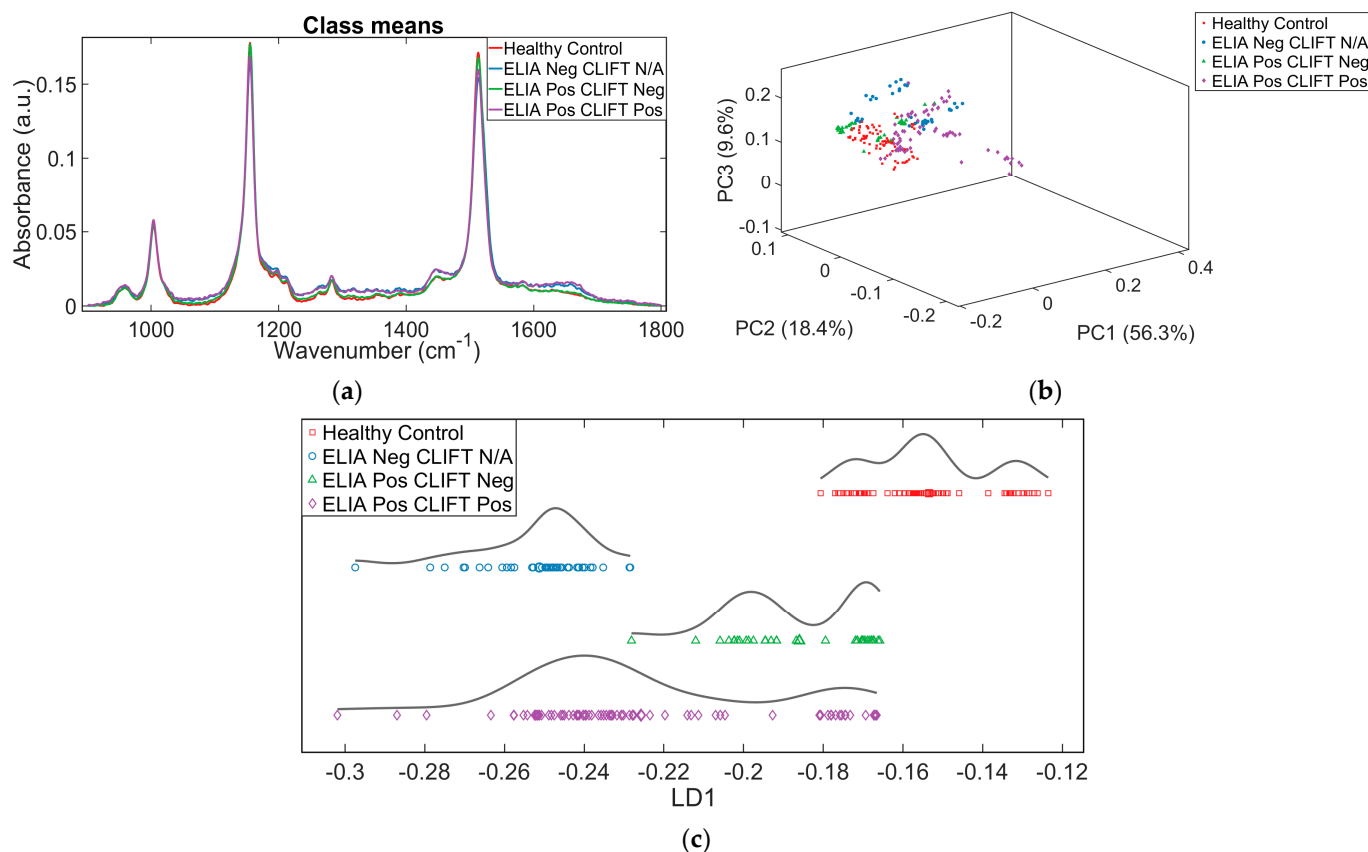 Class means
Healthy Control
ELIA Neg CLIFT N/A
ELIA Pos CLIFT Neg
ELIA Pos CLIFT Pos
Absorbance (a.u.)
0.15
0.1
0.05
0
1000
1200
1400
1600
1800
Wavenumber (cm⁻¹)
(a)
Healthy Control
ELIA Neg CLIFT N/A
ELIA Pos CLIFT Neg
ELIA Pos CLIFT Pos
PC3 (9.6%)
0.2
0.1
0
-0.1
0.1
0
-0.1
-0.2
PC2 (18.4%)
-0.2
0
0.2
0.4
PC1 (56.3%)
(b)
Healthy Control
ELIA Neg CLIFT N/A
ELIA Pos CLIFT Neg
ELIA Pos CLIFT Pos
-0.3
-0.28
-0.26
-0.24
-0.22
-0.2
-0.18
-0.16
-0.14
-0.12
LD1
(c)